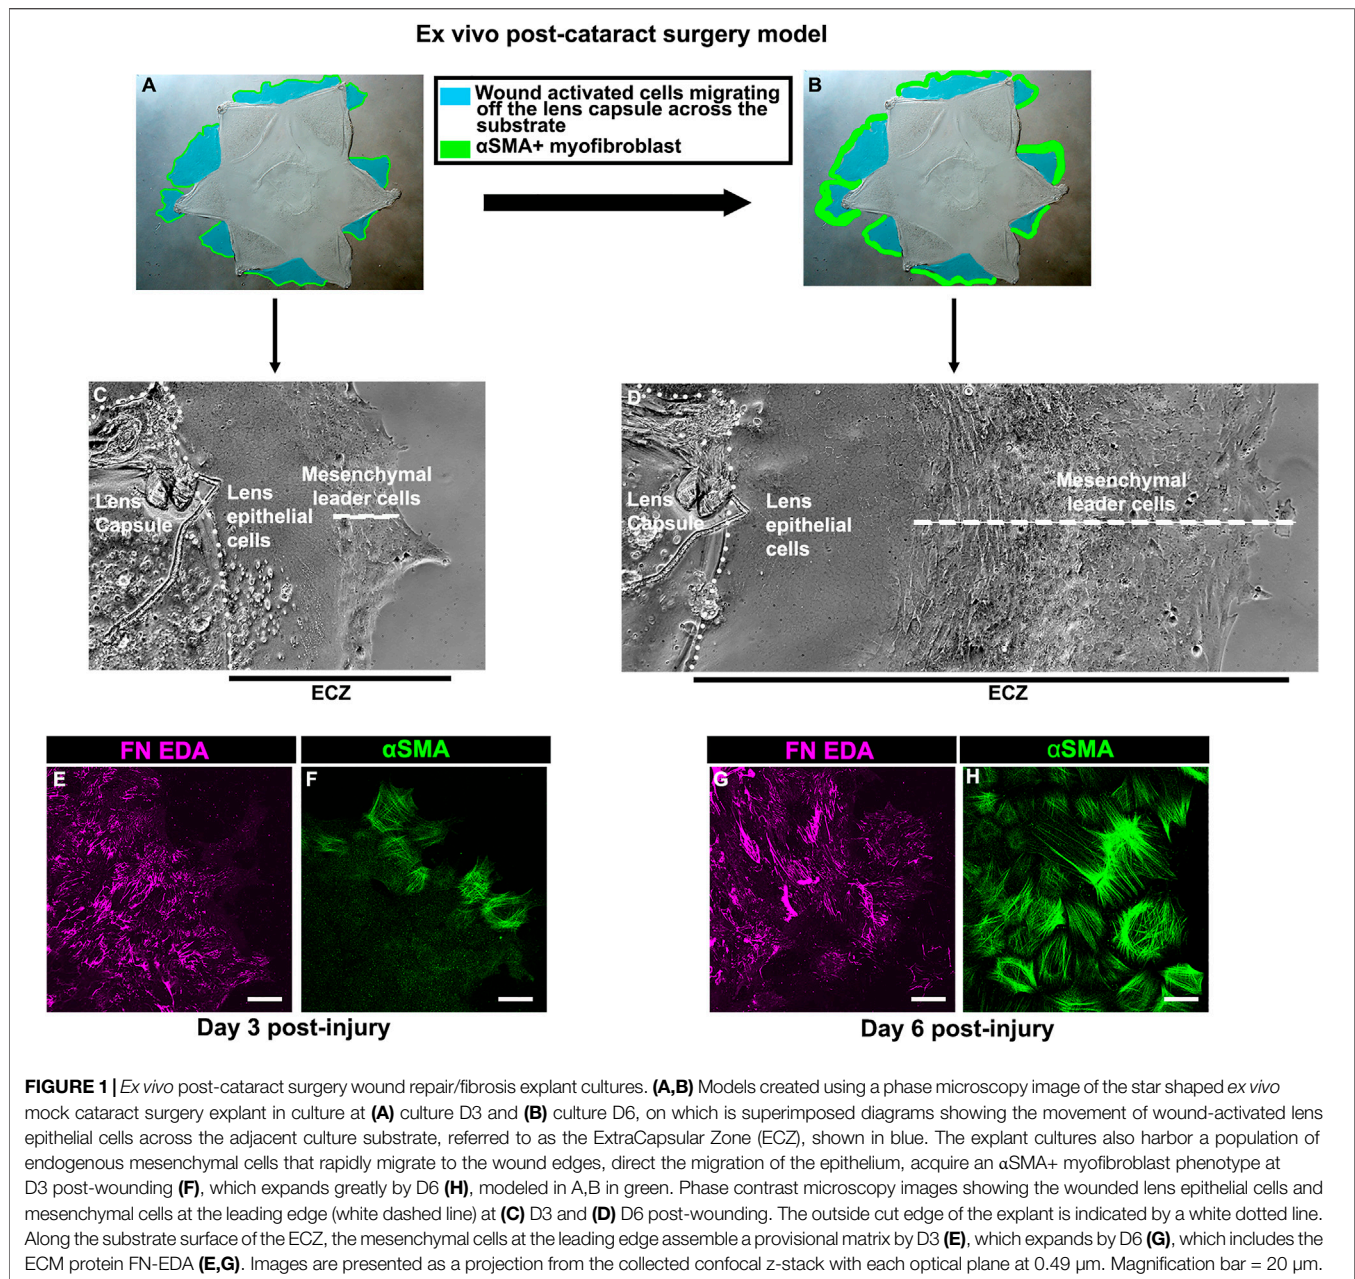 Ex vivo post-cataract surgery model
A
Wound activated cells migrating
off the lens capsule across the
substrate
αSMA+ myofibroblast
B
C
Lens
Capsule
Lens
epithelial
cells
Mesenchymal
leader cells
ECZ
D
Lens
Capsule
Lens
epithelial
cells
Mesenchymal
leader cells
ECZ
FN EDA
αSMA
E
F
Day 3 post-injury
FN EDA
αSMA
G
H
Day 6 post-injury
FIGURE 1 | Ex vivo post-cataract surgery wound repair/fibrosis explant cultures. (A,B) Models created using a phase microscopy image of the star shaped ex vivo
mock cataract surgery explant in culture at (A) culture D3 and (B) culture D6, on which is superimposed diagrams showing the movement of wound-activated lens
epithelial cells across the adjacent culture substrate, referred to as the ExtraCapsular Zone (ECZ), shown in blue. The explant cultures also harbor a population of
endogenous mesenchymal cells that rapidly migrate to the wound edges, direct the migration of the epithelium, acquire an αSMA+ myofibroblast phenotype at
D3 post-wounding (F), which expands greatly by D6 (H), modeled in A,B in green. Phase contrast microscopy images showing the wounded lens epithelial cells and
mesenchymal cells at the leading edge (white dashed line) at (C) D3 and (D) D6 post-wounding. The outside cut edge of the explant is indicated by a white dotted line.
Along the substrate surface of the ECZ, the mesenchymal cells at the leading edge assemble a provisional matrix by D3 (E), which expands by D6 (G), which includes the
ECM protein FN-EDA (E,G). Images are presented as a projection from the collected confocal z-stack with each optical plane at 0.49 μm. Magnification bar = 20 μm.